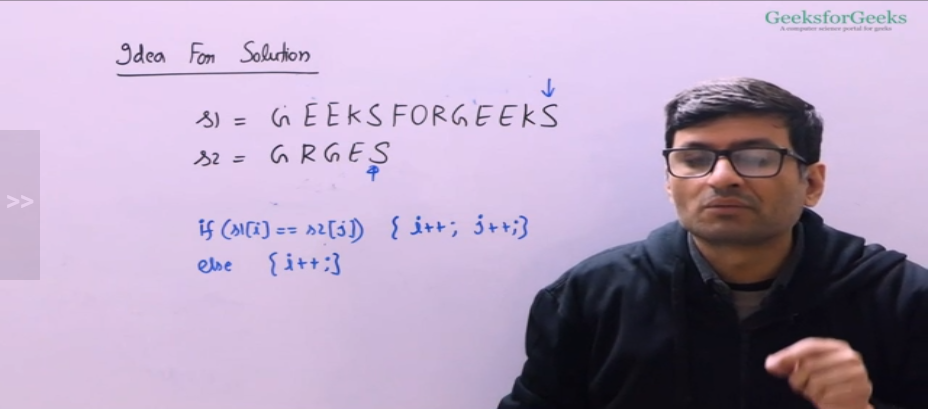 GeeksforGeeks
A computer science portal for geeks
Idea For Solution
s1 = GEEKSFORGEEKS
s2 = GRGES
if (s1[i] == s2[j]) { i++; j++;}
else {i++;}
>>